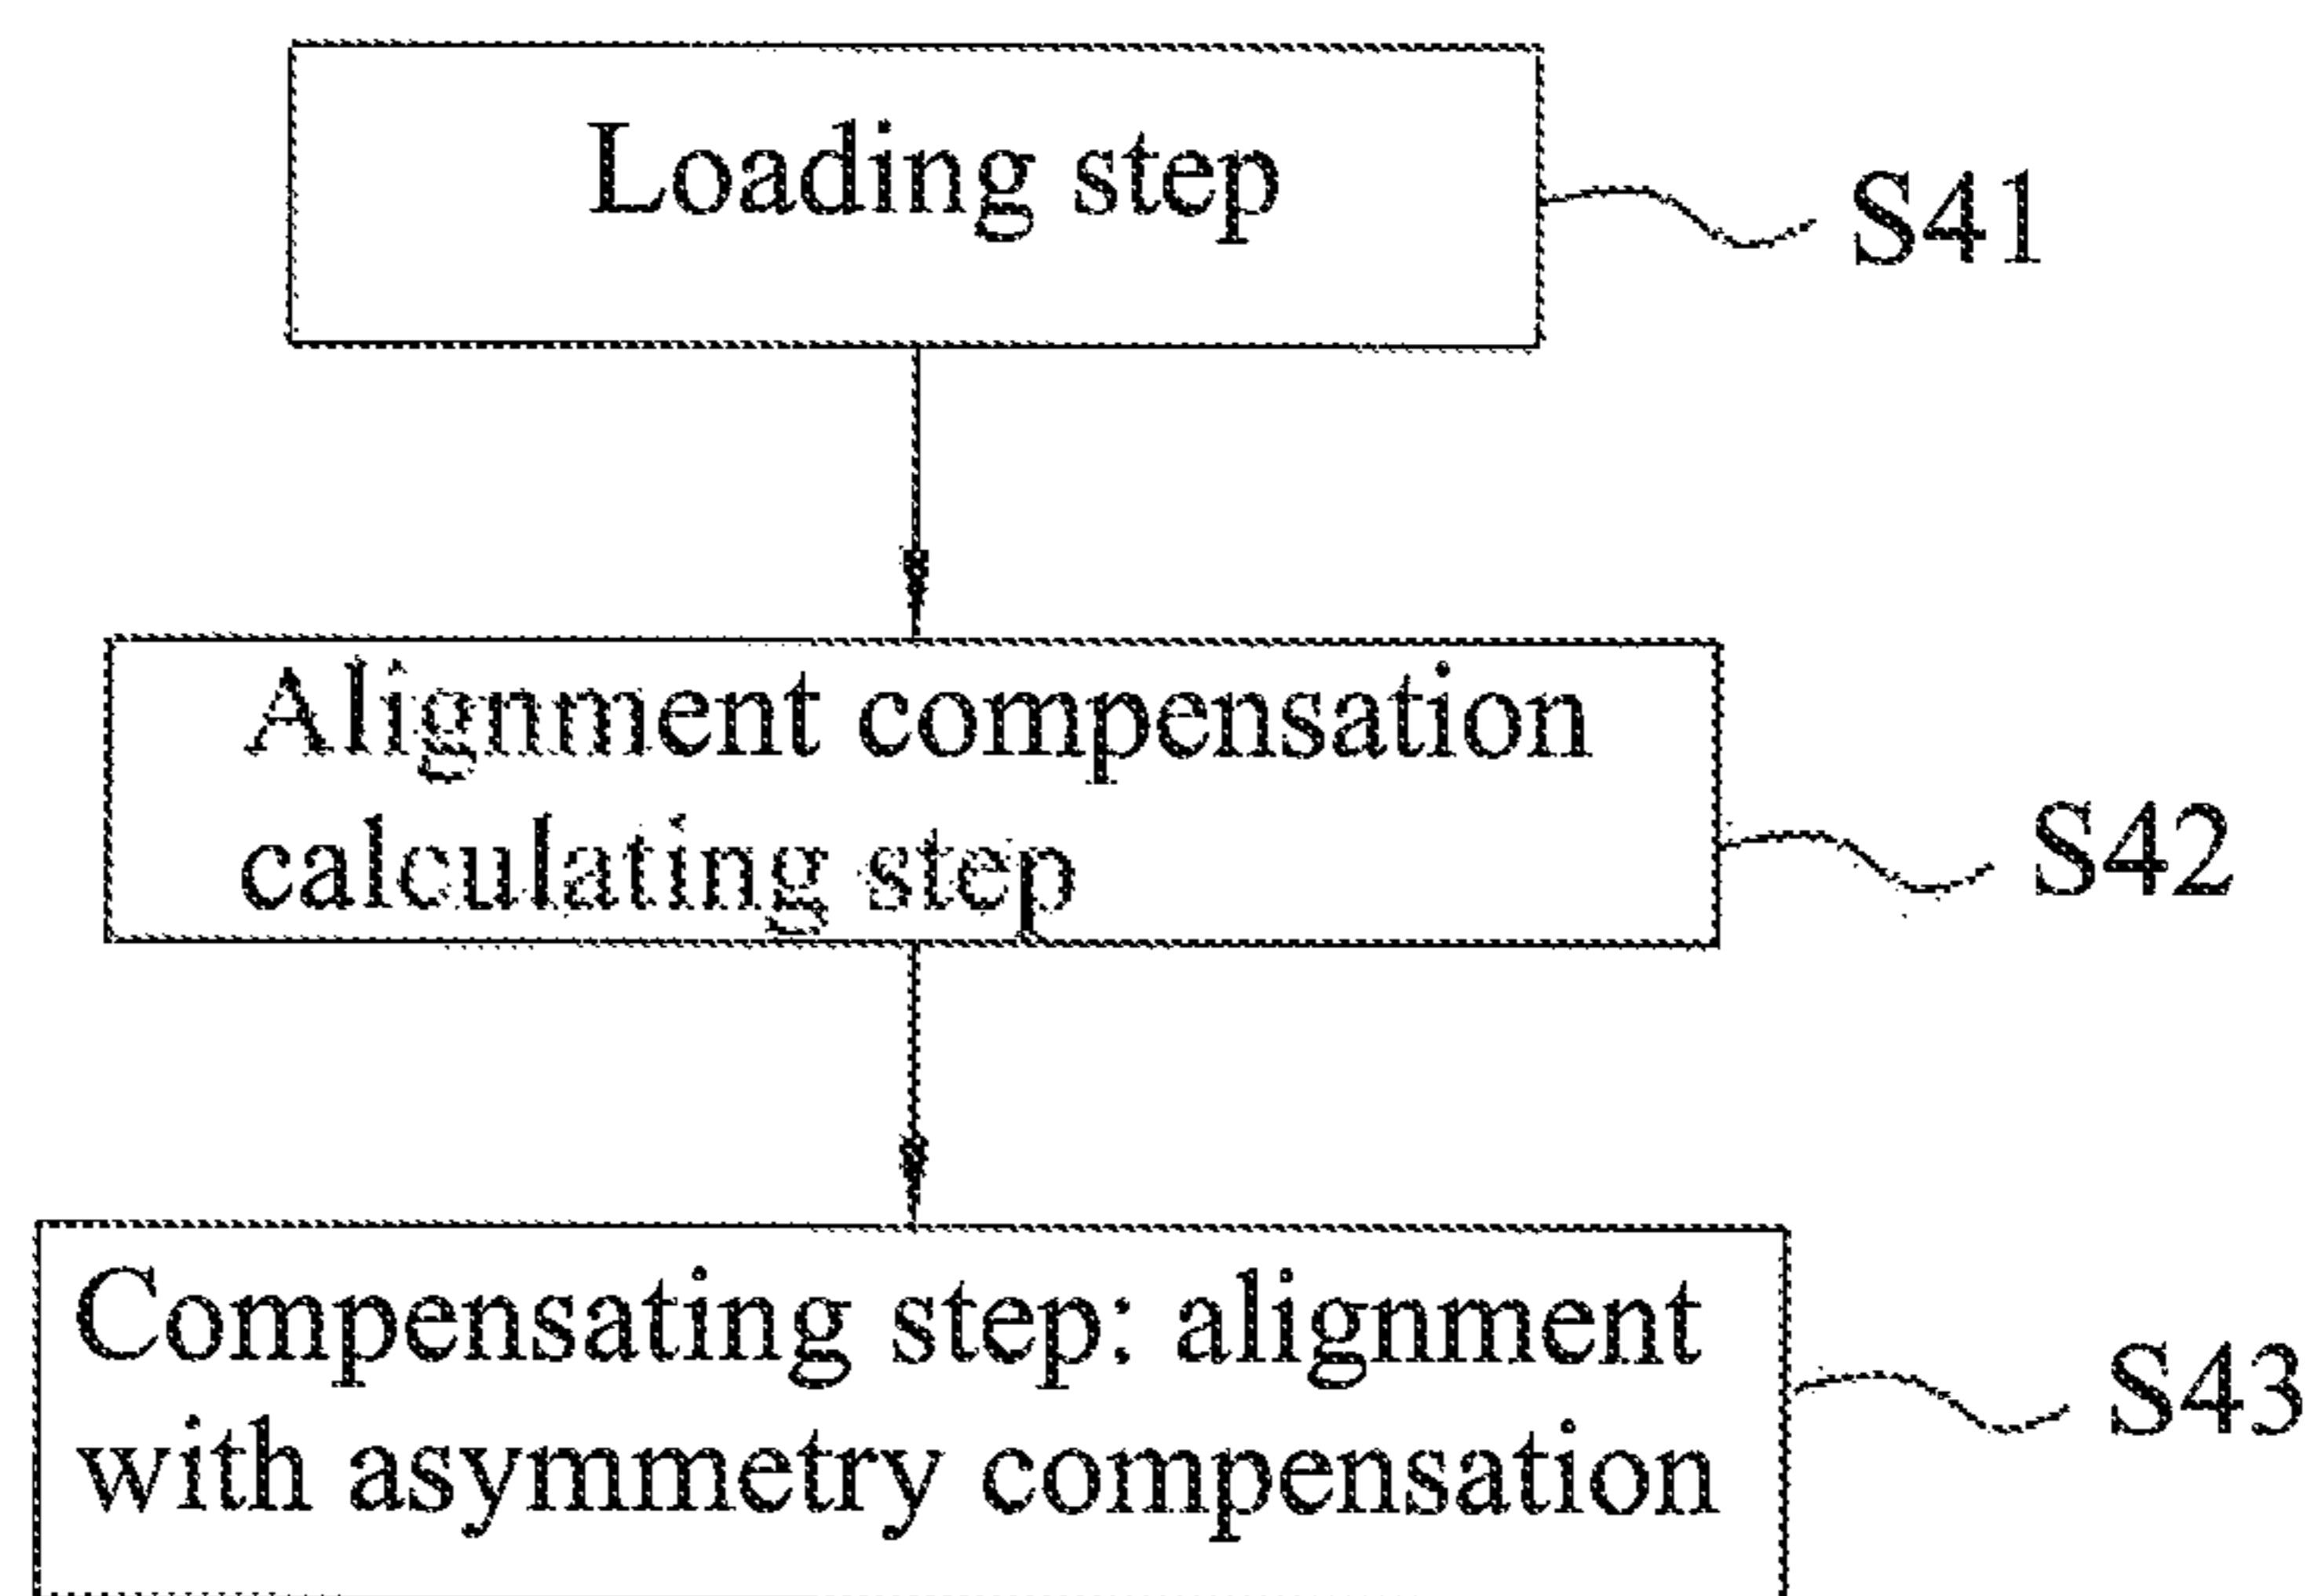 Loading step
S41
Alignment compensation
calculating step
S42
Compensating step: alignment
with asymmetry compensation
S43